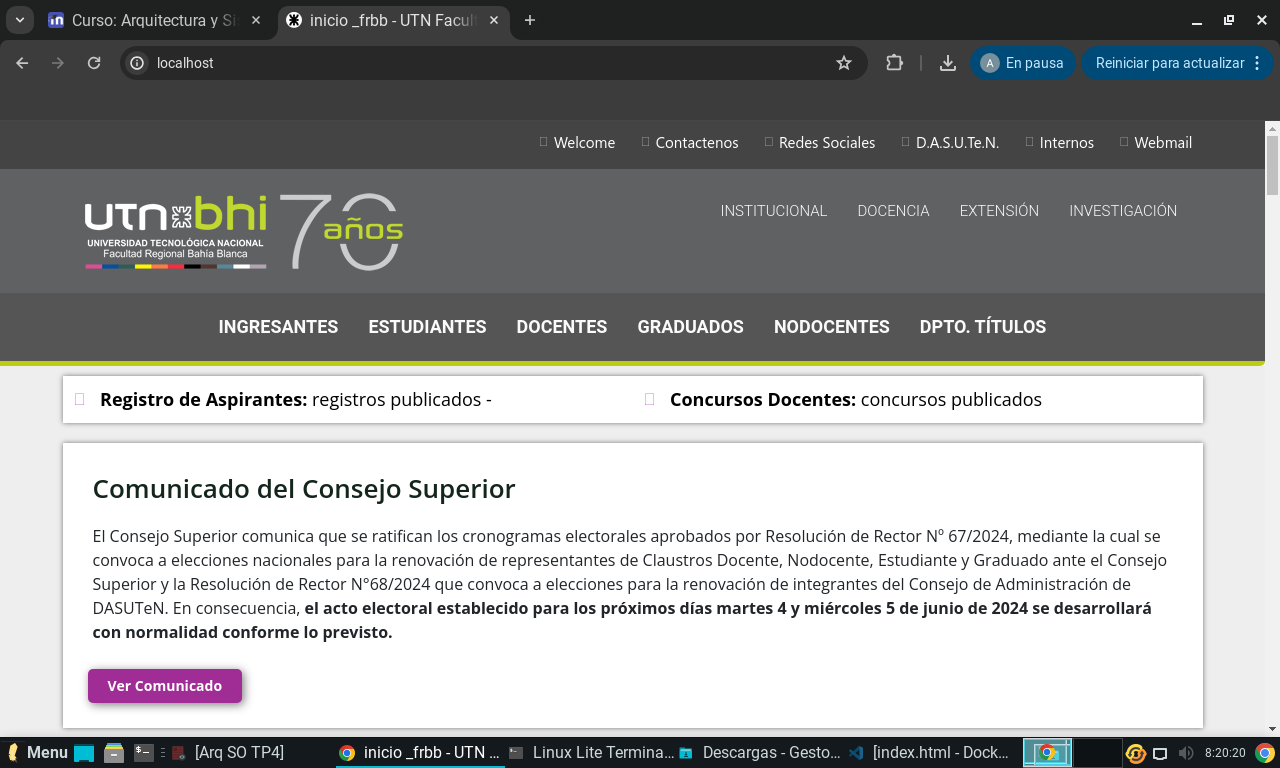 Curso: Arquitectura y Si
inicio _frbb - UTN Facul
localhost
A En pausa
Reiniciar para actualizar
Welcome Contactenos Redes Sociales D.A.S.U.Te.N. Internos Webmail
utn bhi 70 años
UNIVERSIDAD TECNOLÓGICA NACIONAL
Facultad Regional Bahía Blanca
INSTITUCIONAL DOCENCIA EXTENSIÓN INVESTIGACIÓN
INGRESANTES ESTUDIANTES DOCENTES GRADUADOS NODOCENTES DPTO. TÍTULOS
Registro de Aspirantes: registros publicados -
Concursos Docentes: concursos publicados
Comunicado del Consejo Superior
El Consejo Superior comunica que se ratifican los cronogramas electorales aprobados por Resolución de Rector Nº 67/2024, mediante la cual se
convoca a elecciones nacionales para la renovación de representantes de Claustros Docente, Nodocente, Estudiante y Graduado ante el Consejo
Superior y la Resolución de Rector N°68/2024 que convoca a elecciones para la renovación de integrantes del Consejo de Administración de
DASUTeN. En consecuencia, el acto electoral establecido para los próximos días martes 4 y miércoles 5 de junio de 2024 se desarrollará
con normalidad conforme lo previsto.
Ver Comunicado
Menu [Arq SO TP4] inicio _frbb - UTN ... Linux Lite Termina... Descargas - Gesto... [index.html - Dock... 8:20:20